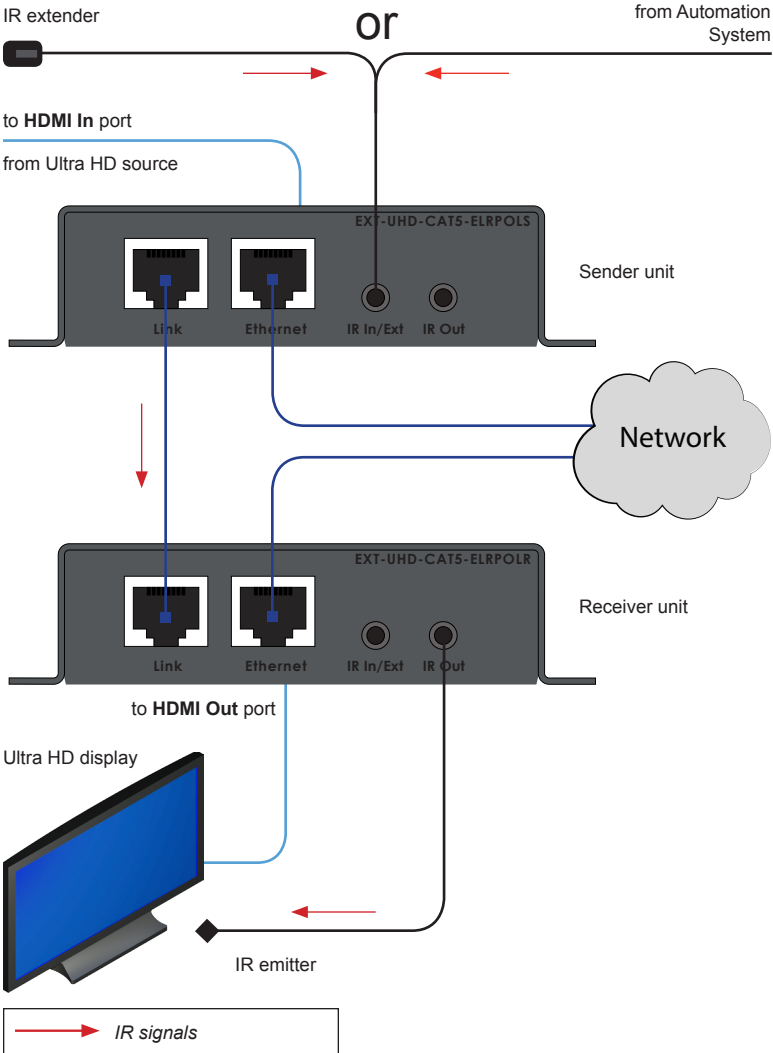 IR extender
or
from Automation
System
to HDMI In port
from Ultra HD source
EXT-UHD-CAT5-ELRPOLS
Sender unit
Link Ethernet IR In/Ext IR Out
Network
EXT-UHD-CAT5-ELRPOLR
Receiver unit
Link Ethernet IR In/Ext IR Out
to HDMI Out port
Ultra HD display
IR emitter
IR signals